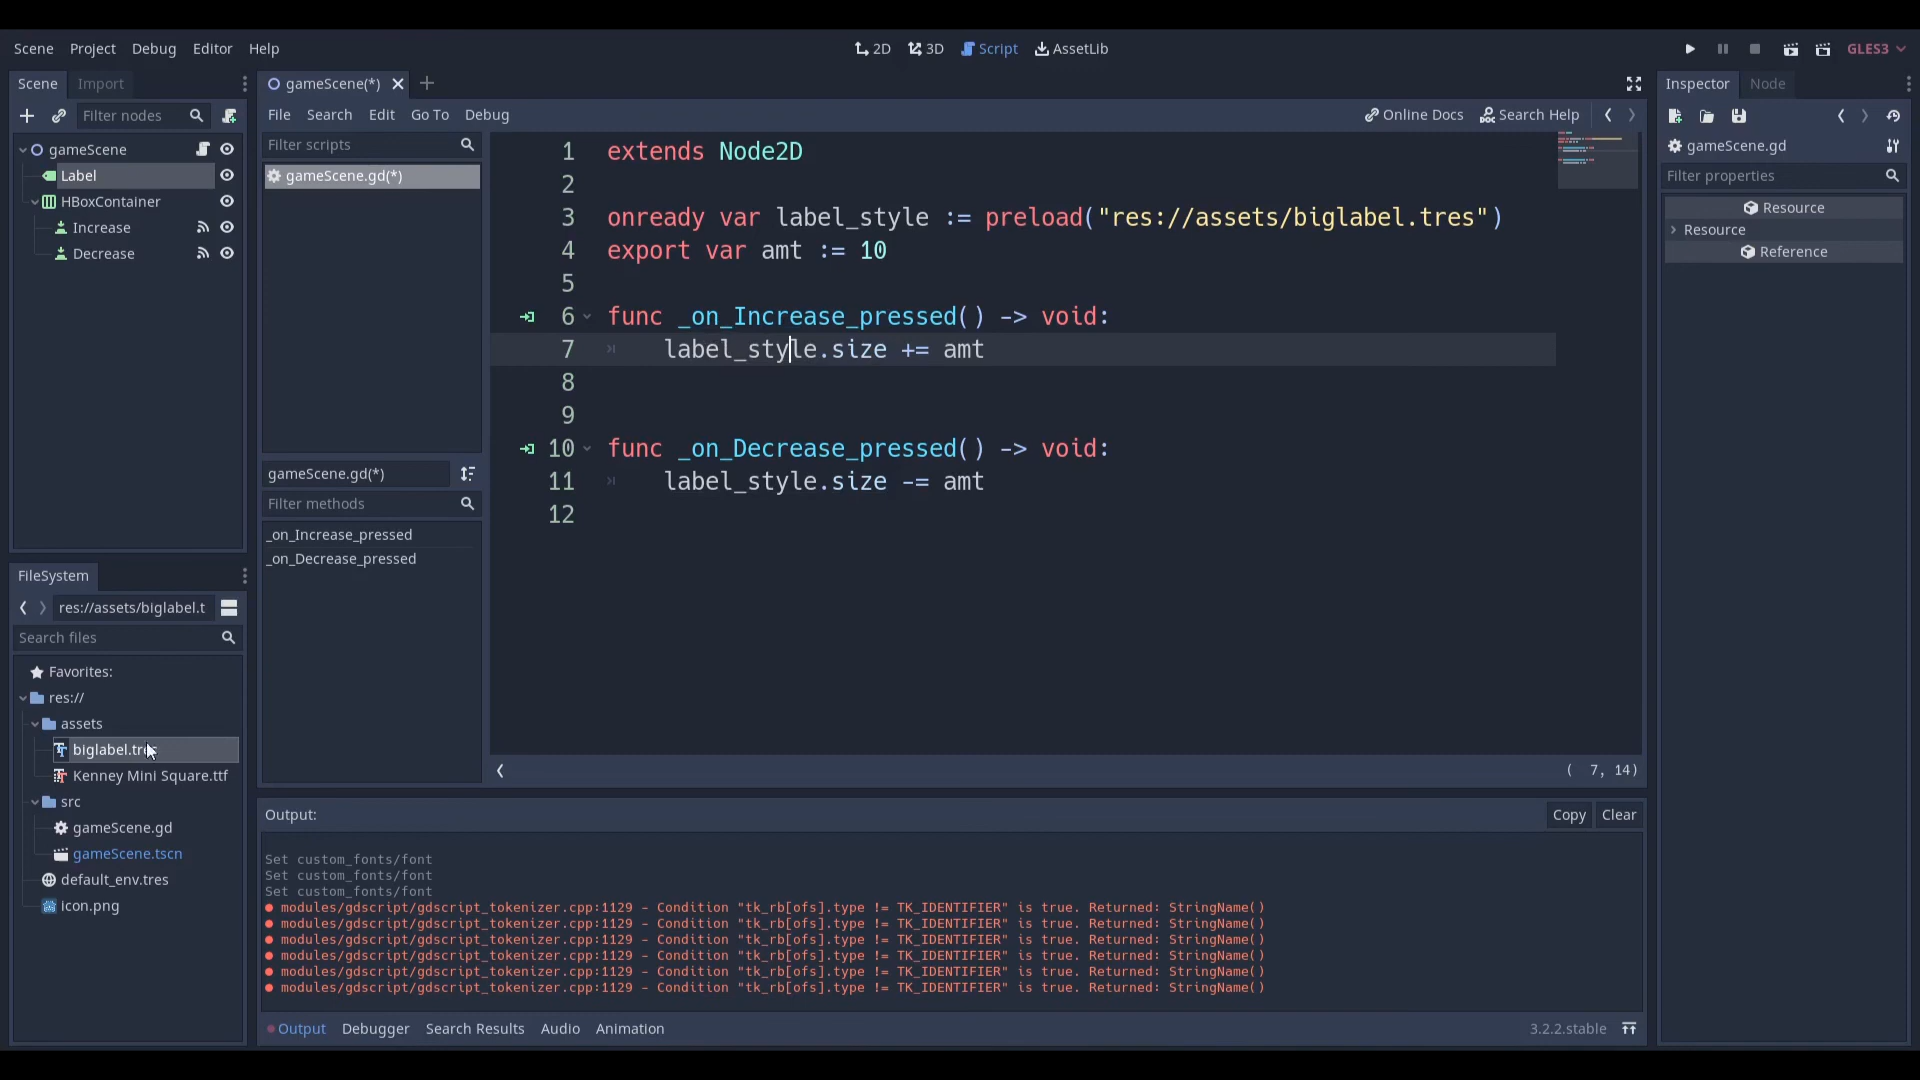 Scene Project Debug Editor Help
2D 3D Script AssetLib
GLES3
Scene Import
Filter nodes
gameScene
Label
HBoxContainer
Increase
Decrease
gameScene(*)
File Search Edit Go To Debug
Online Docs Search Help
Filter scripts
gameScene.gd(*)
gameScene.gd(*)
Filter methods
_on_Increase_pressed
_on_Decrease_pressed
1 extends Node2D
2
3 onready var label_style := preload("res://assets/biglabel.tres")
4 export var amt := 10
5
6 func _on_Increase_pressed() -> void:
7 label_style.size += amt
8
9
10 func _on_Decrease_pressed() -> void:
11 label_style.size -= amt
12
( 7, 14)
Inspector Node
gameScene.gd
Filter properties
Resource
Resource
Reference
FileSystem
res://assets/biglabel.t
Search files
Favorites:
res://
assets
biglabel.tres
Kenney Mini Square.ttf
src
gameScene.gd
gameScene.tscn
default_env.tres
icon.png
Output:
Copy Clear
Set custom_fonts/font
Set custom_fonts/font
Set custom_fonts/font
modules/gdscript/gdscript_tokenizer.cpp:1129 - Condition "tk_rb[ofs].type != TK_IDENTIFIER" is true. Returned: StringName()
modules/gdscript/gdscript_tokenizer.cpp:1129 - Condition "tk_rb[ofs].type != TK_IDENTIFIER" is true. Returned: StringName()
modules/gdscript/gdscript_tokenizer.cpp:1129 - Condition "tk_rb[ofs].type != TK_IDENTIFIER" is true. Returned: StringName()
modules/gdscript/gdscript_tokenizer.cpp:1129 - Condition "tk_rb[ofs].type != TK_IDENTIFIER" is true. Returned: StringName()
modules/gdscript/gdscript_tokenizer.cpp:1129 - Condition "tk_rb[ofs].type != TK_IDENTIFIER" is true. Returned: StringName()
modules/gdscript/gdscript_tokenizer.cpp:1129 - Condition "tk_rb[ofs].type != TK_IDENTIFIER" is true. Returned: StringName()
Output Debugger Search Results Audio Animation
3.2.2.stable